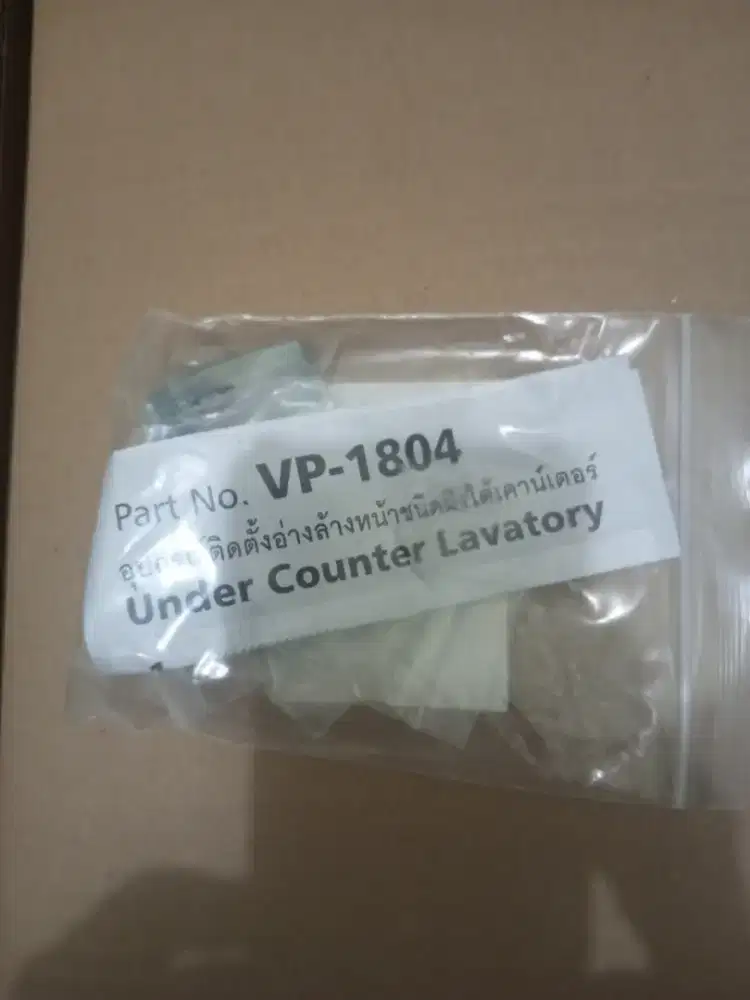 Part No. VP-1804
อุปกรณ์ติดตั้งอ่างล้างหน้าชนิดฝังใต้เคาน์เตอร์
Under Counter Lavatory